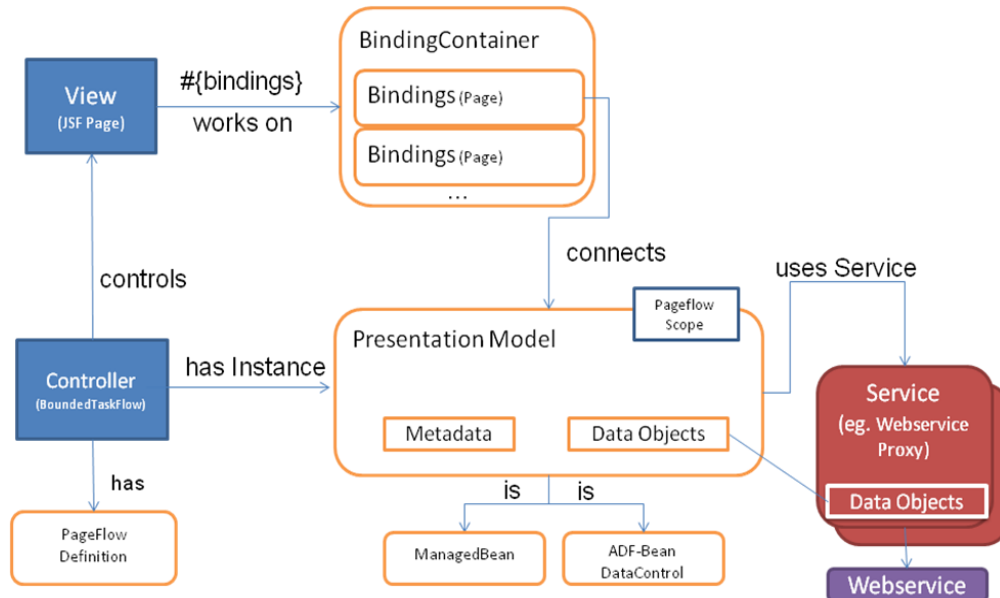 BindingContainer
Bindings (Page)
Bindings (Page)
...
#{bindings}
works on
View
(JSF Page)
controls
connects
uses Service
Pageflow
Scope
Presentation Model
Metadata
Data Objects
has Instance
Controller
(BoundedTaskFlow)
Service
(eg. Webservice
Proxy)
Data Objects
has
is
is
PageFlow
Definition
ManagedBean
ADF-Bean
DataControl
Webservice